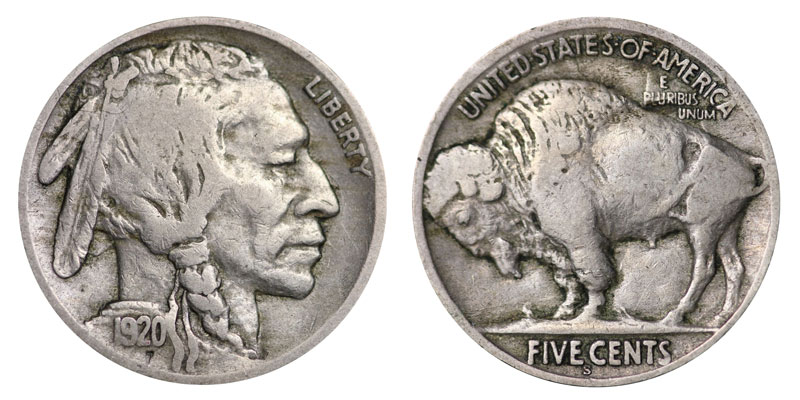 LIBERTY
1920
UNITED STATES·OF·AMERICA
E
PLURIBUS
UNUM
FIVE CENTS
S